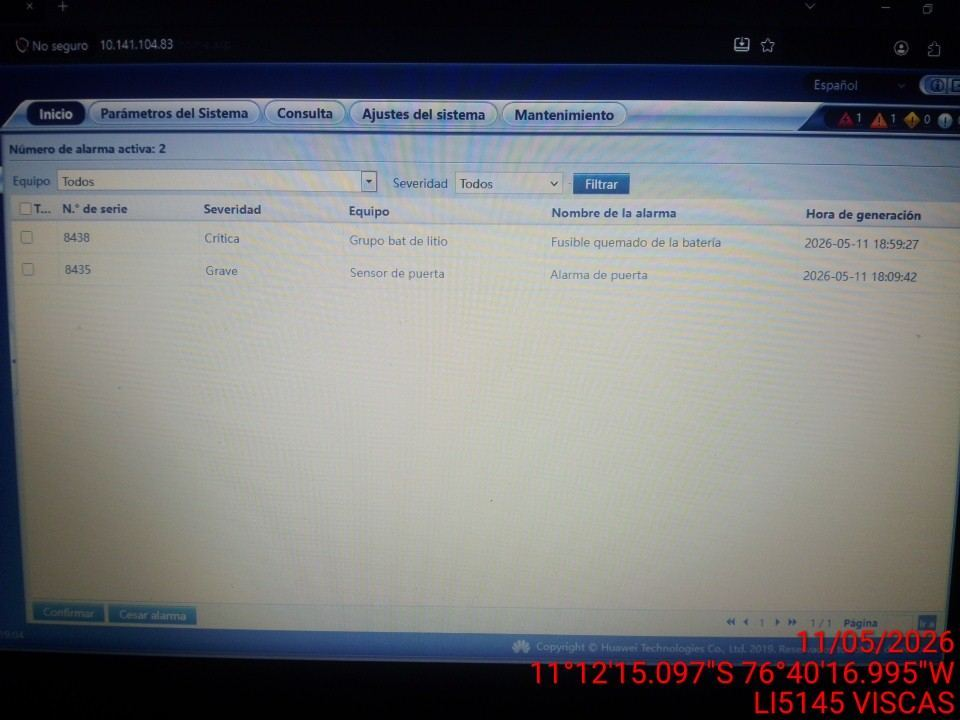 No seguro 10.141.104.83
Español
Inicio Parámetros del Sistema Consulta Ajustes del sistema Mantenimiento 1 1 0
Número de alarma activa: 2
Equipo Todos Severidad Todos Filtrar
T... N.° de serie Severidad Equipo Nombre de la alarma Hora de generación
8438 Crítica Grupo bat de litio Fusible quemado de la batería 2026-05-11 18:59:27
8435 Grave Sensor de puerta Alarma de puerta 2026-05-11 18:09:42
Confirmar Cesar alarma 1 1/1 Página Ir a
19:04
Copyright © Huawei Technologies Co., Ltd. 2019.
11/05/2026
11°12'15.097"S 76°40'16.995"W
LI5145 VISCAS